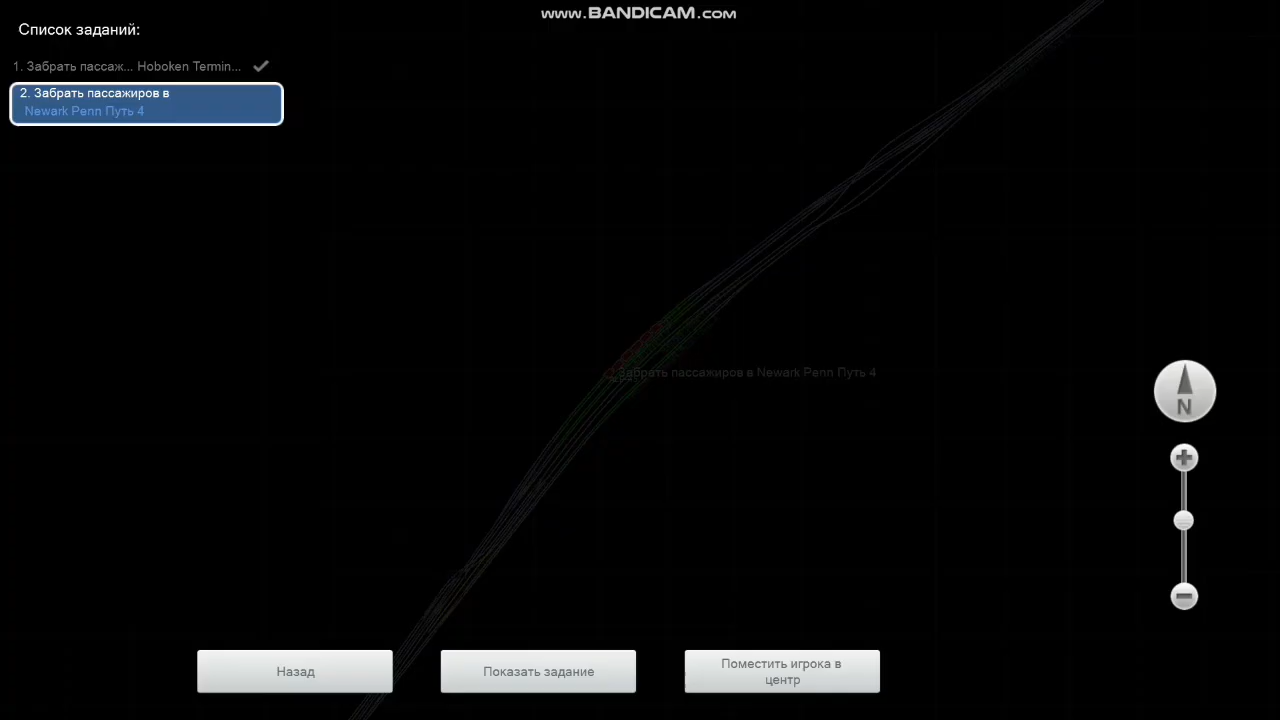 www.BANDICAM.com
Список заданий:
1. Забрать пассаж... Hoboken Termin...
2. Забрать пассажиров в
Newark Penn Путь 4
Забрать пассажиров в Newark Penn Путь 4
N
Назад
Показать задание
Поместить игрока в
центр